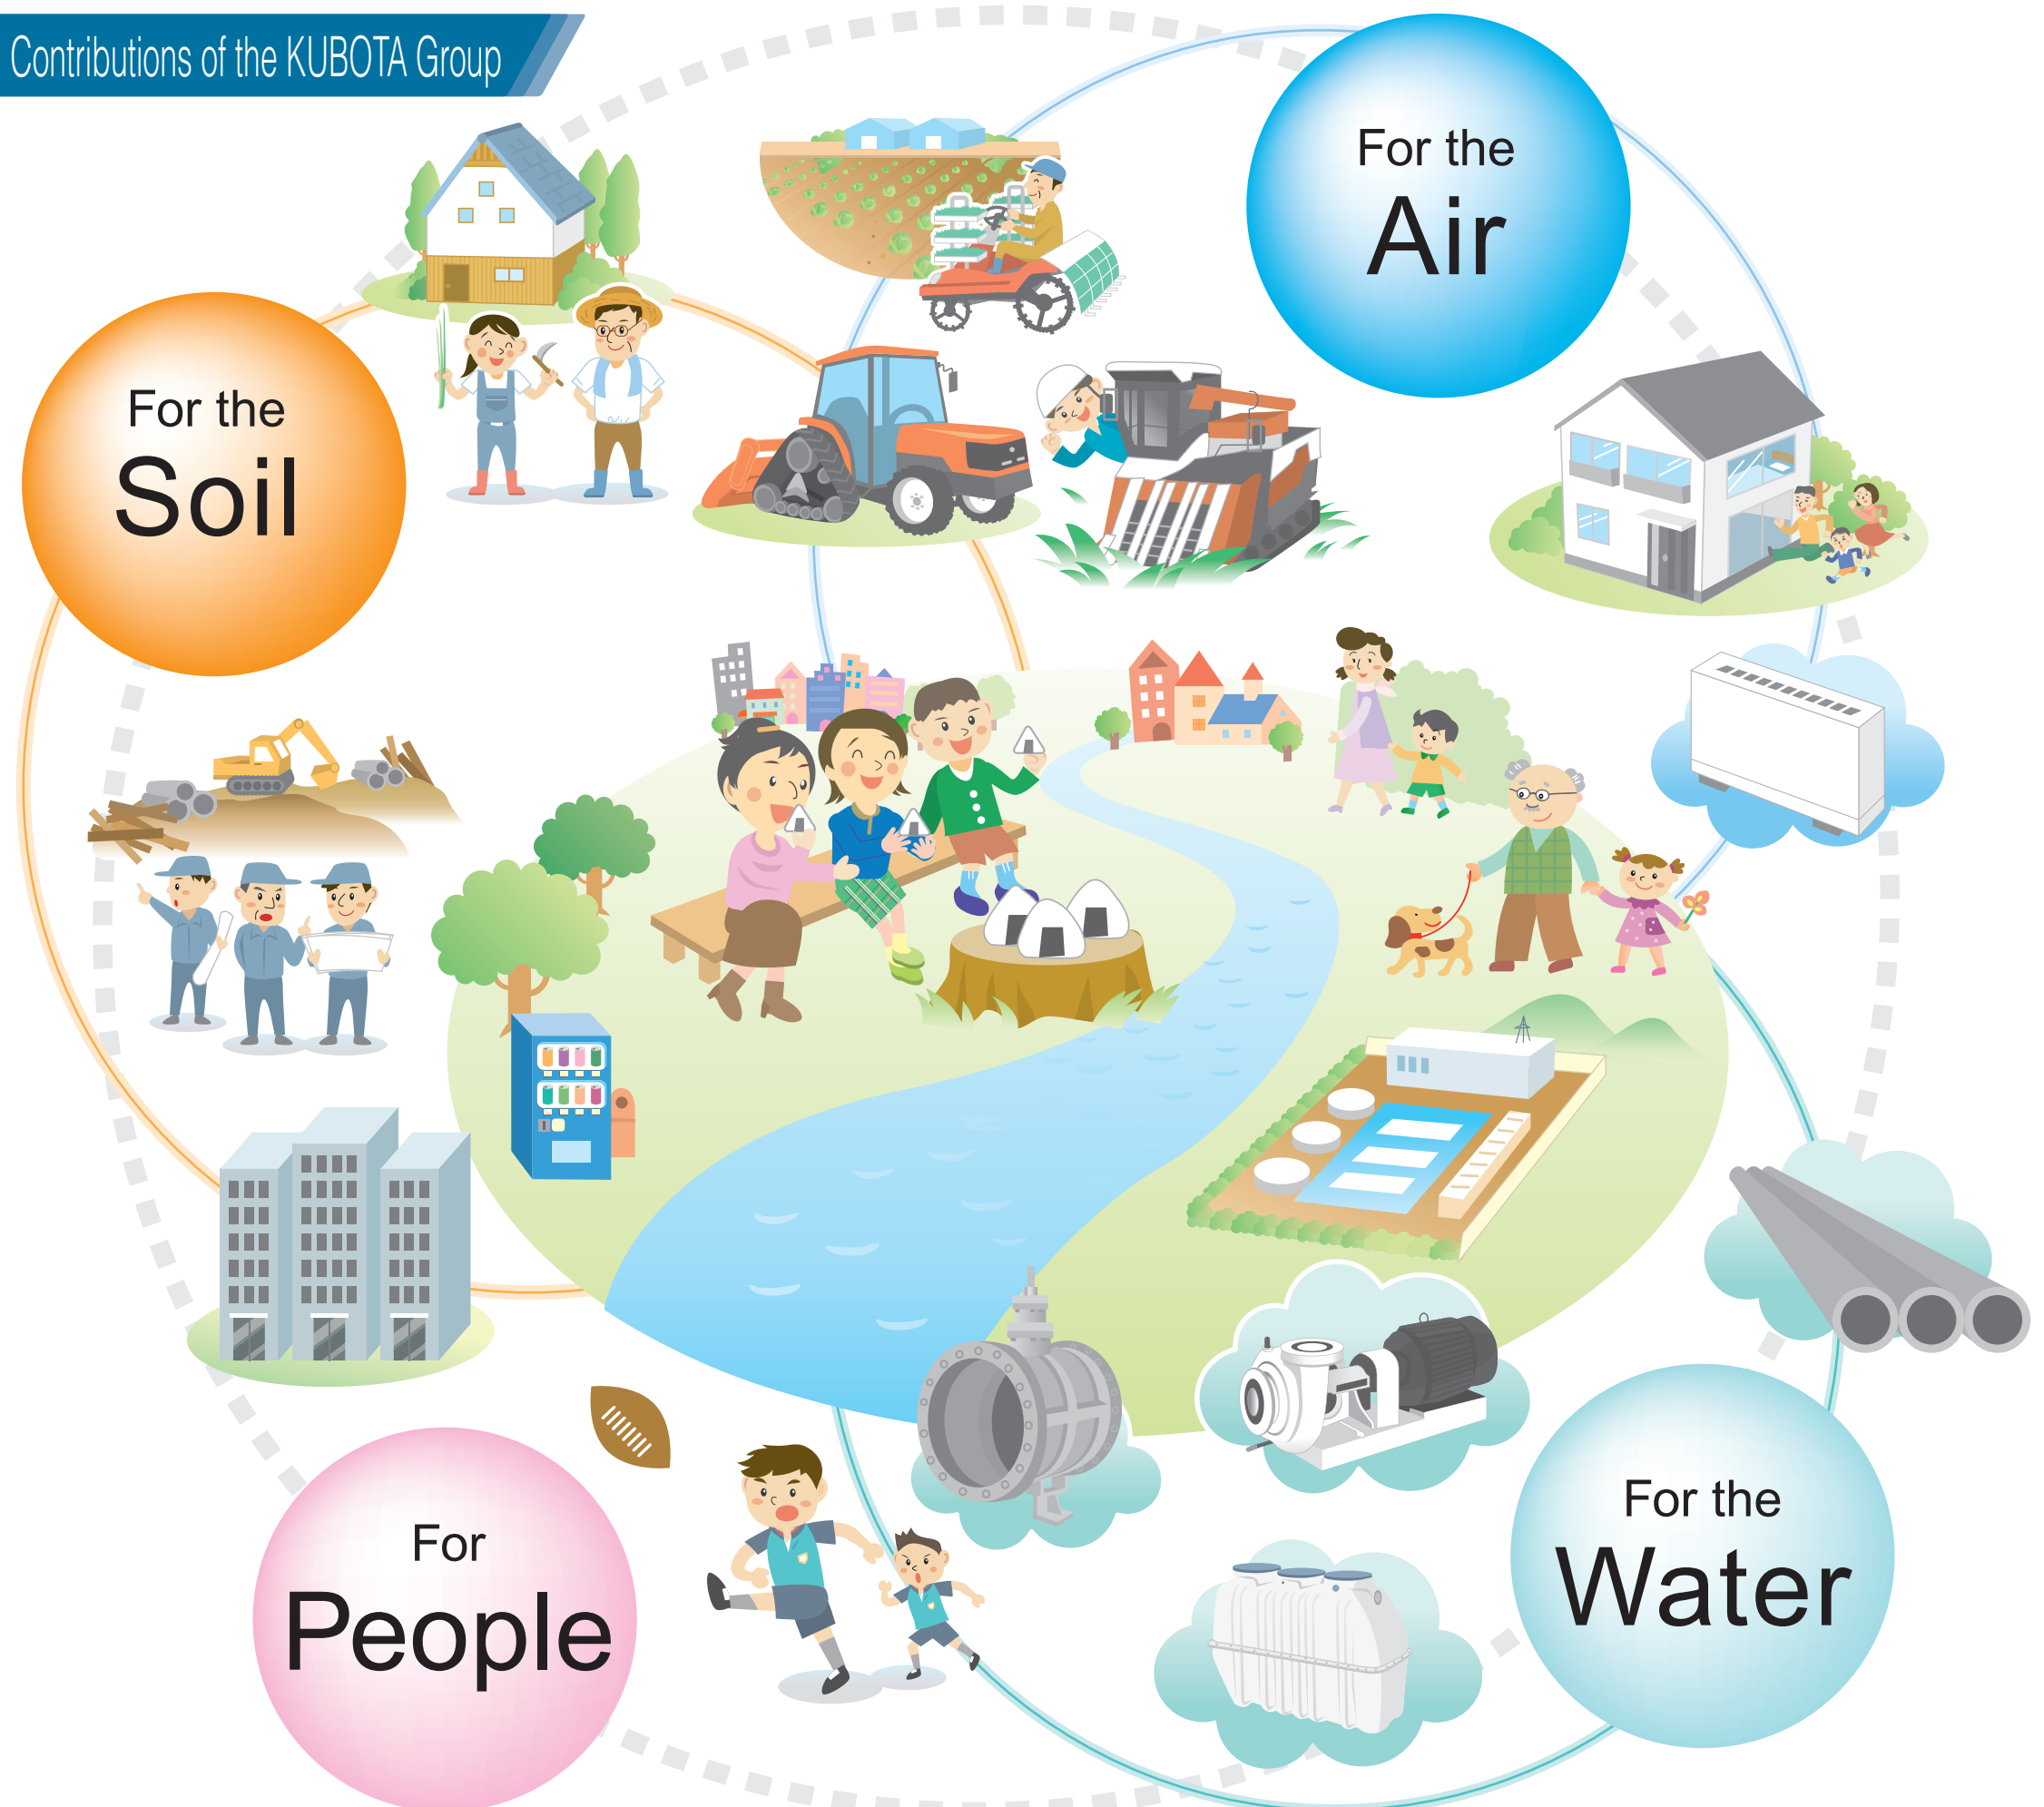 Contributions of the KUBOTA Group
For the
Air
For the
Soil
For
People
For the
Water